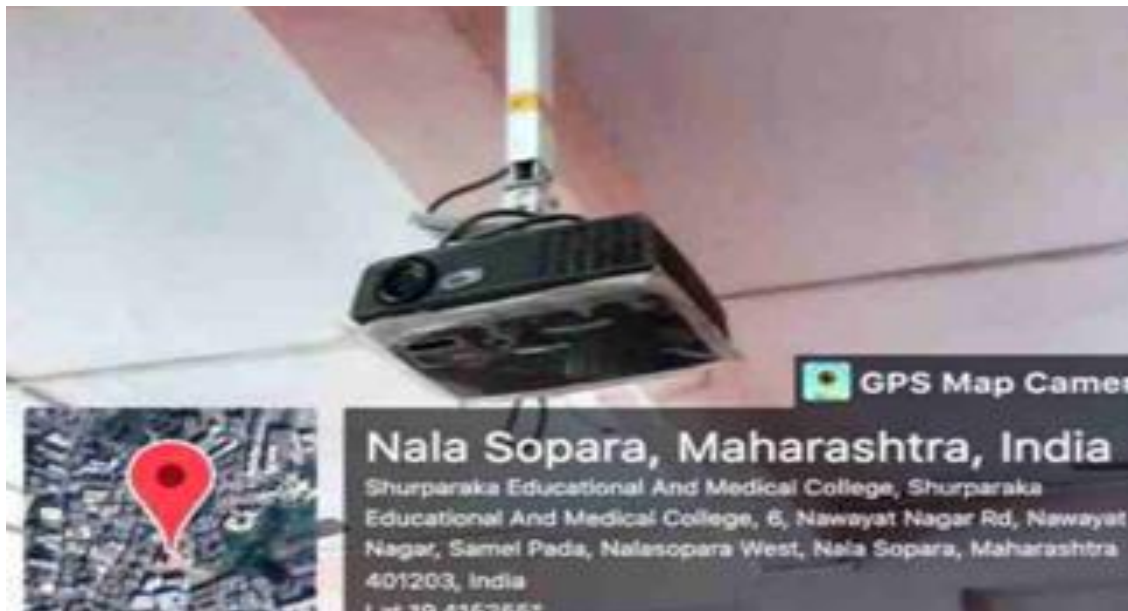 GPS Map Camer
Nala Sopara, Maharashtra, India
Shurparaka Educational And Medical College, Shurparaka
Educational And Medical College, 6, Nawayat Nagar Rd, Nawayat
Nagar, Samel Pada, Nalasopara West, Nala Sopara, Maharashtra
401203, India